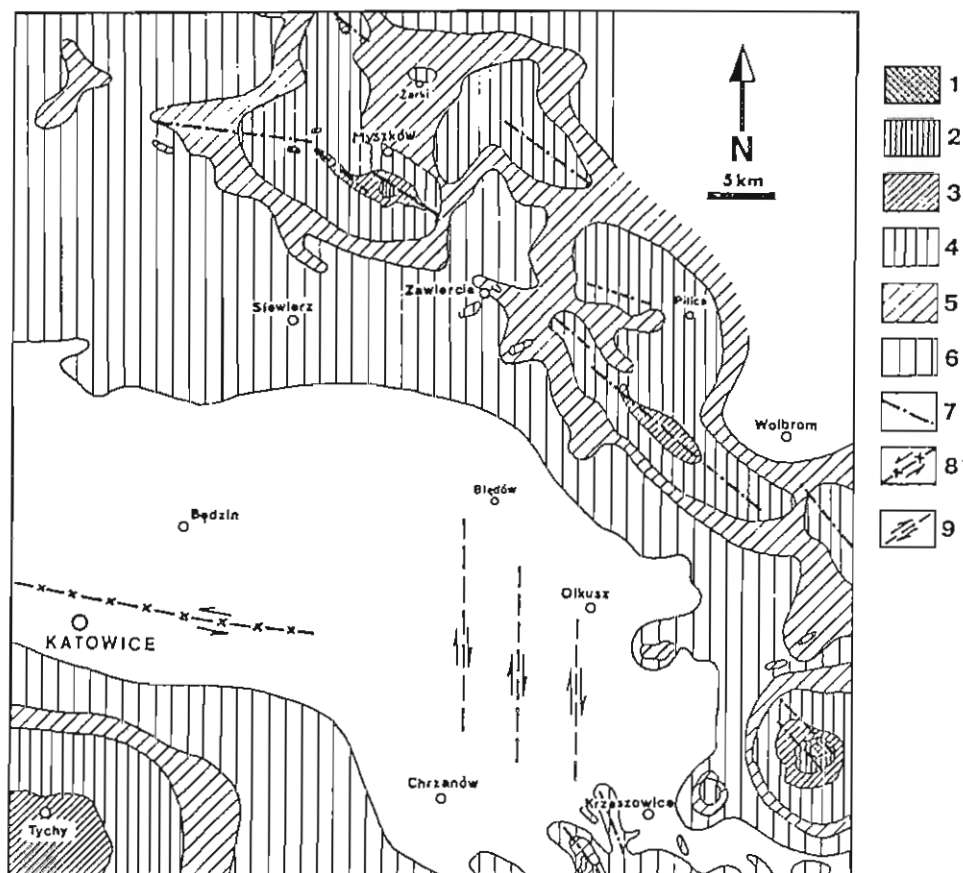 Żarki
Myszków
N
5 km
Siewierz
Zawiercie
Pilica
Wolbrom
Błędów
Będzin
Olkusz
KATOWICE
Chrzanów
Krzeszowice
Tychy
1
2
3
4
5
6
7
8
9